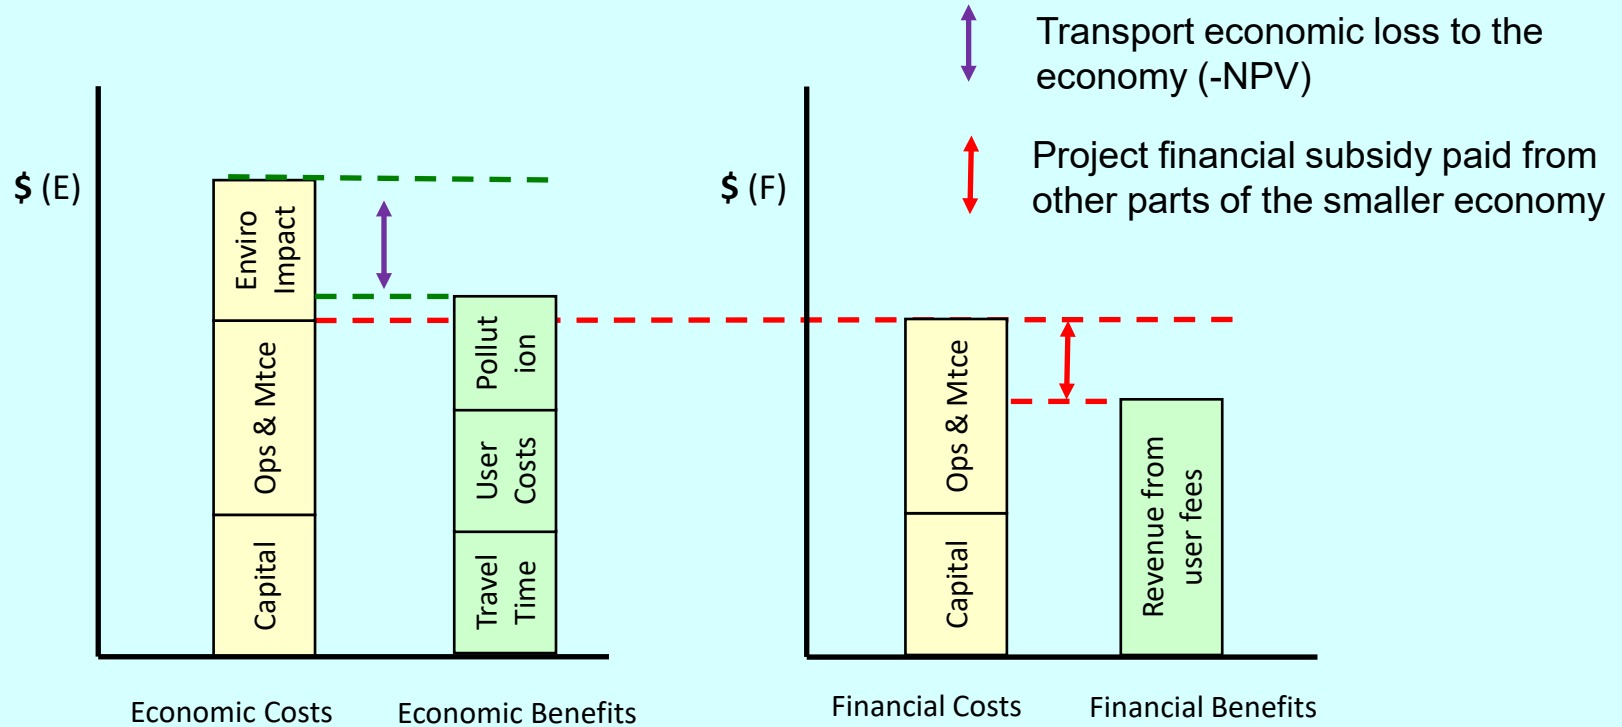 Transport economic loss to the
economy (-NPV)
Project financial subsidy paid from
other parts of the smaller economy
$ (E)
Enviro
Impact
Ops & Mtce
Capital
Pollut
ion
User
Costs
Travel
Time
Economic Costs
Economic Benefits
$ (F)
Ops & Mtce
Capital
Revenue from
user fees
Financial Costs
Financial Benefits